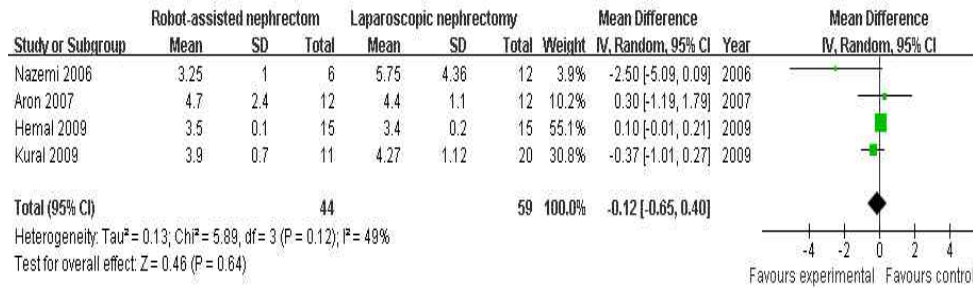 Robot-assisted nephrectom Laparoscopic nephrectomy Mean Difference Mean Difference
Study or Subgroup Mean SD Total Mean SD Total Weight IV, Random, 95% CI Year IV, Random, 95% CI
Nazemi 2006 3.25 1 6 5.75 4.36 12 3.9% -2.50 [-5.09, 0.09] 2006
Aron 2007 4.7 2.4 12 4.4 1.1 12 10.2% 0.30 [-1.19, 1.79] 2007
Hemal 2009 3.5 0.1 15 3.4 0.2 15 55.1% 0.10 [-0.01, 0.21] 2009
Kural 2009 3.9 0.7 11 4.27 1.12 20 30.8% -0.37 [-1.01, 0.27] 2009
Total (95% CI) 44 59 100.0% -0.12 [-0.65, 0.40]
Heterogeneity: Tau² = 0.13; Chi² = 5.89, df = 3 (P = 0.12); I² = 49%
Test for overall effect: Z = 0.46 (P = 0.64)
-4 -2 0 2 4
Favours experimental Favours control